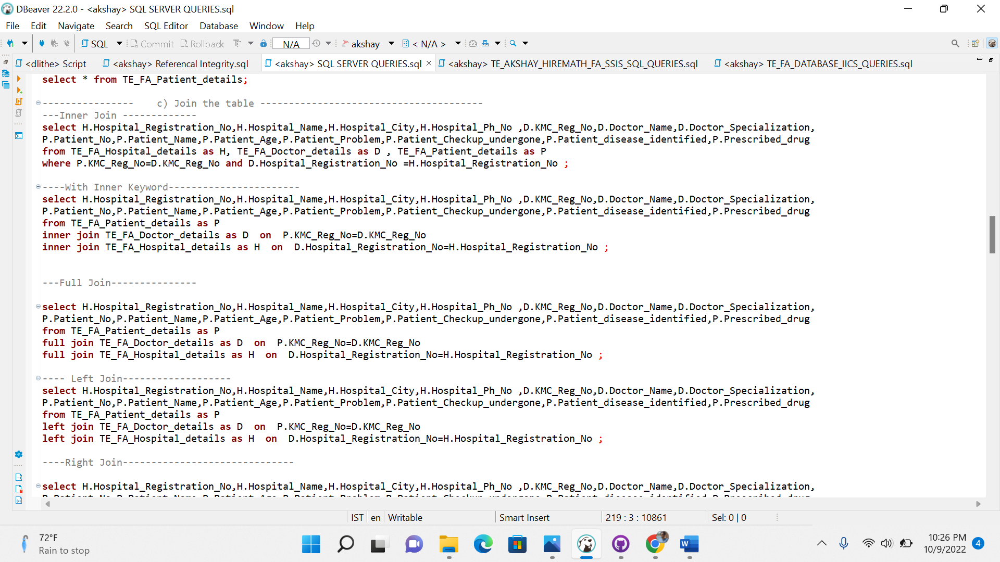 DBeaver 22.2.0 - <akshay> SQL SERVER QUERIES.sql
File Edit Navigate Search SQL Editor Database Window Help
SQL Commit Rollback N/A akshay < N/A >
<dlithe> Script <akshay> Referencal Integrity.sql <akshay> SQL SERVER QUERIES.sql <akshay> TE_AKSHAY_HIREMATH_FA_SSIS_SQL_QUERIES.sql <akshay> TE_FA_DATABASE_IICS_QUERIES.sql
select * from TE_FA_Patient_details;
---------------- c) Join the table ---------------------------------------
---Inner Join -------------
select H.Hospital_Registration_No,H.Hospital_Name,H.Hospital_City,H.Hospital_Ph_No ,D.KMC_Reg_No,D.Doctor_Name,D.Doctor_Specialization,
P.Patient_No,P.Patient_Name,P.Patient_Age,P.Patient_Problem,P.Patient_Checkup_undergone,P.Patient_disease_identified,P.Prescribed_drug
from TE_FA_Hospital_details as H, TE_FA_Doctor_details as D , TE_FA_Patient_details as P
where P.KMC_Reg_No=D.KMC_Reg_No and D.Hospital_Registration_No =H.Hospital_Registration_No ;
----With Inner Keyword-----------------------
select H.Hospital_Registration_No,H.Hospital_Name,H.Hospital_City,H.Hospital_Ph_No ,D.KMC_Reg_No,D.Doctor_Name,D.Doctor_Specialization,
P.Patient_No,P.Patient_Name,P.Patient_Age,P.Patient_Problem,P.Patient_Checkup_undergone,P.Patient_disease_identified,P.Prescribed_drug
from TE_FA_Patient_details as P
inner join TE_FA_Doctor_details as D  on  P.KMC_Reg_No=D.KMC_Reg_No
inner join TE_FA_Hospital_details as H  on  D.Hospital_Registration_No=H.Hospital_Registration_No ;
---Full Join---------------
select H.Hospital_Registration_No,H.Hospital_Name,H.Hospital_City,H.Hospital_Ph_No ,D.KMC_Reg_No,D.Doctor_Name,D.Doctor_Specialization,
P.Patient_No,P.Patient_Name,P.Patient_Age,P.Patient_Problem,P.Patient_Checkup_undergone,P.Patient_disease_identified,P.Prescribed_drug
from TE_FA_Patient_details as P
full join TE_FA_Doctor_details as D  on  P.KMC_Reg_No=D.KMC_Reg_No
full join TE_FA_Hospital_details as H  on  D.Hospital_Registration_No=H.Hospital_Registration_No ;
---- Left Join-------------------
select H.Hospital_Registration_No,H.Hospital_Name,H.Hospital_City,H.Hospital_Ph_No ,D.KMC_Reg_No,D.Doctor_Name,D.Doctor_Specialization,
P.Patient_No,P.Patient_Name,P.Patient_Age,P.Patient_Problem,P.Patient_Checkup_undergone,P.Patient_disease_identified,P.Prescribed_drug
from TE_FA_Patient_details as P
left join TE_FA_Doctor_details as D  on  P.KMC_Reg_No=D.KMC_Reg_No
left join TE_FA_Hospital_details as H  on  D.Hospital_Registration_No=H.Hospital_Registration_No ;
----Right Join------------------------------
select H.Hospital_Registration_No,H.Hospital_Name,H.Hospital_City,H.Hospital_Ph_No ,D.KMC_Reg_No,D.Doctor_Name,D.Doctor_Specialization,
IST en Writable Smart Insert 219 : 3 : 10861 Sel: 0 | 0
72°F
Rain to stop
10:26 PM
10/9/2022
4